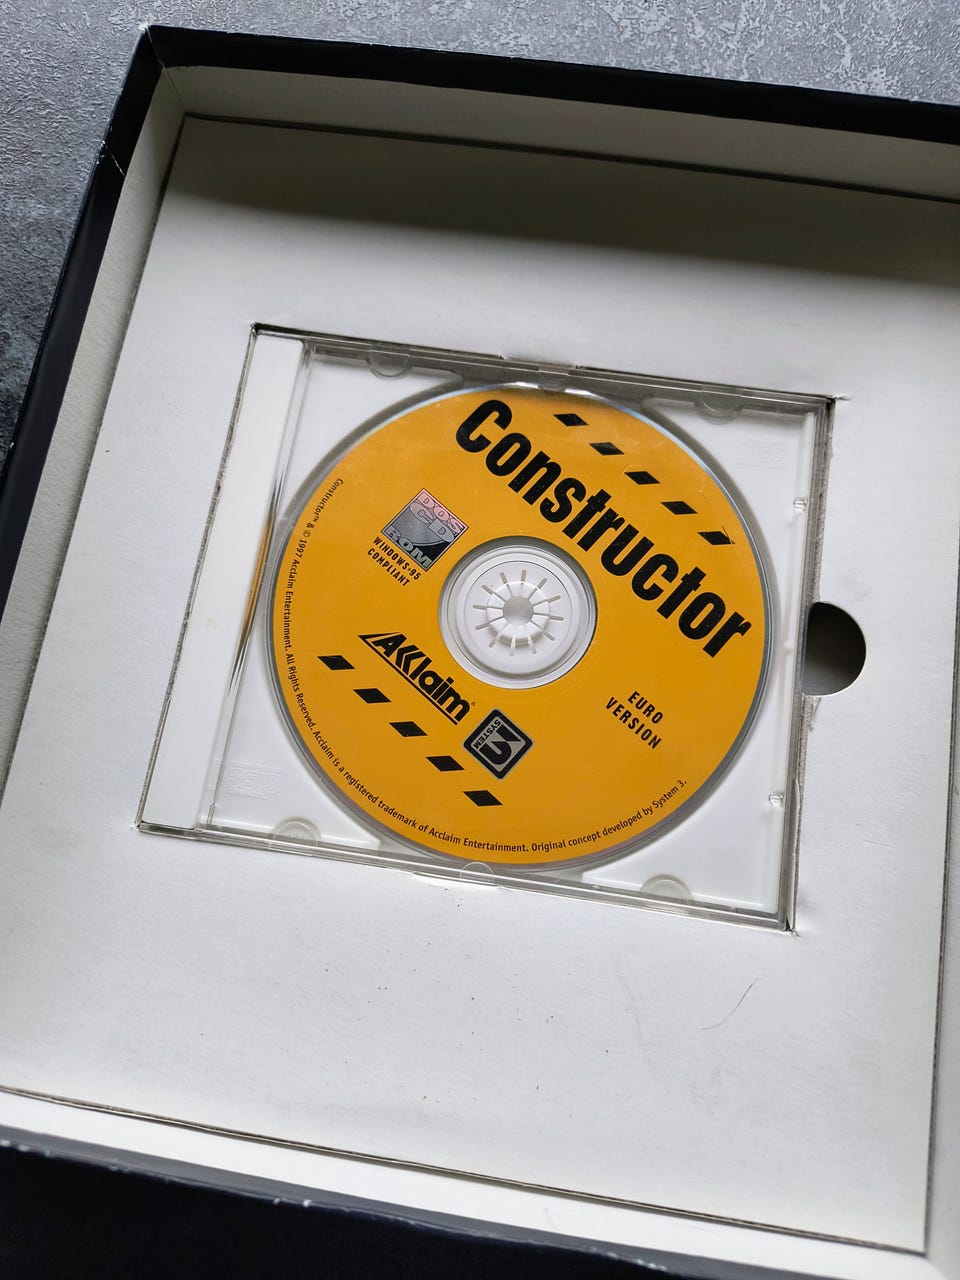 Constructor
DOS
CD
ROM
WINDOWS·95
COMPLIANT
EURO
VERSION
AKklaim®
SYSTEM
3
Constructor™ & © 1997 Acclaim Entertainment. All Rights Reserved. Acclaim is a registered trademark of Acclaim Entertainment. Original concept developed by System 3.